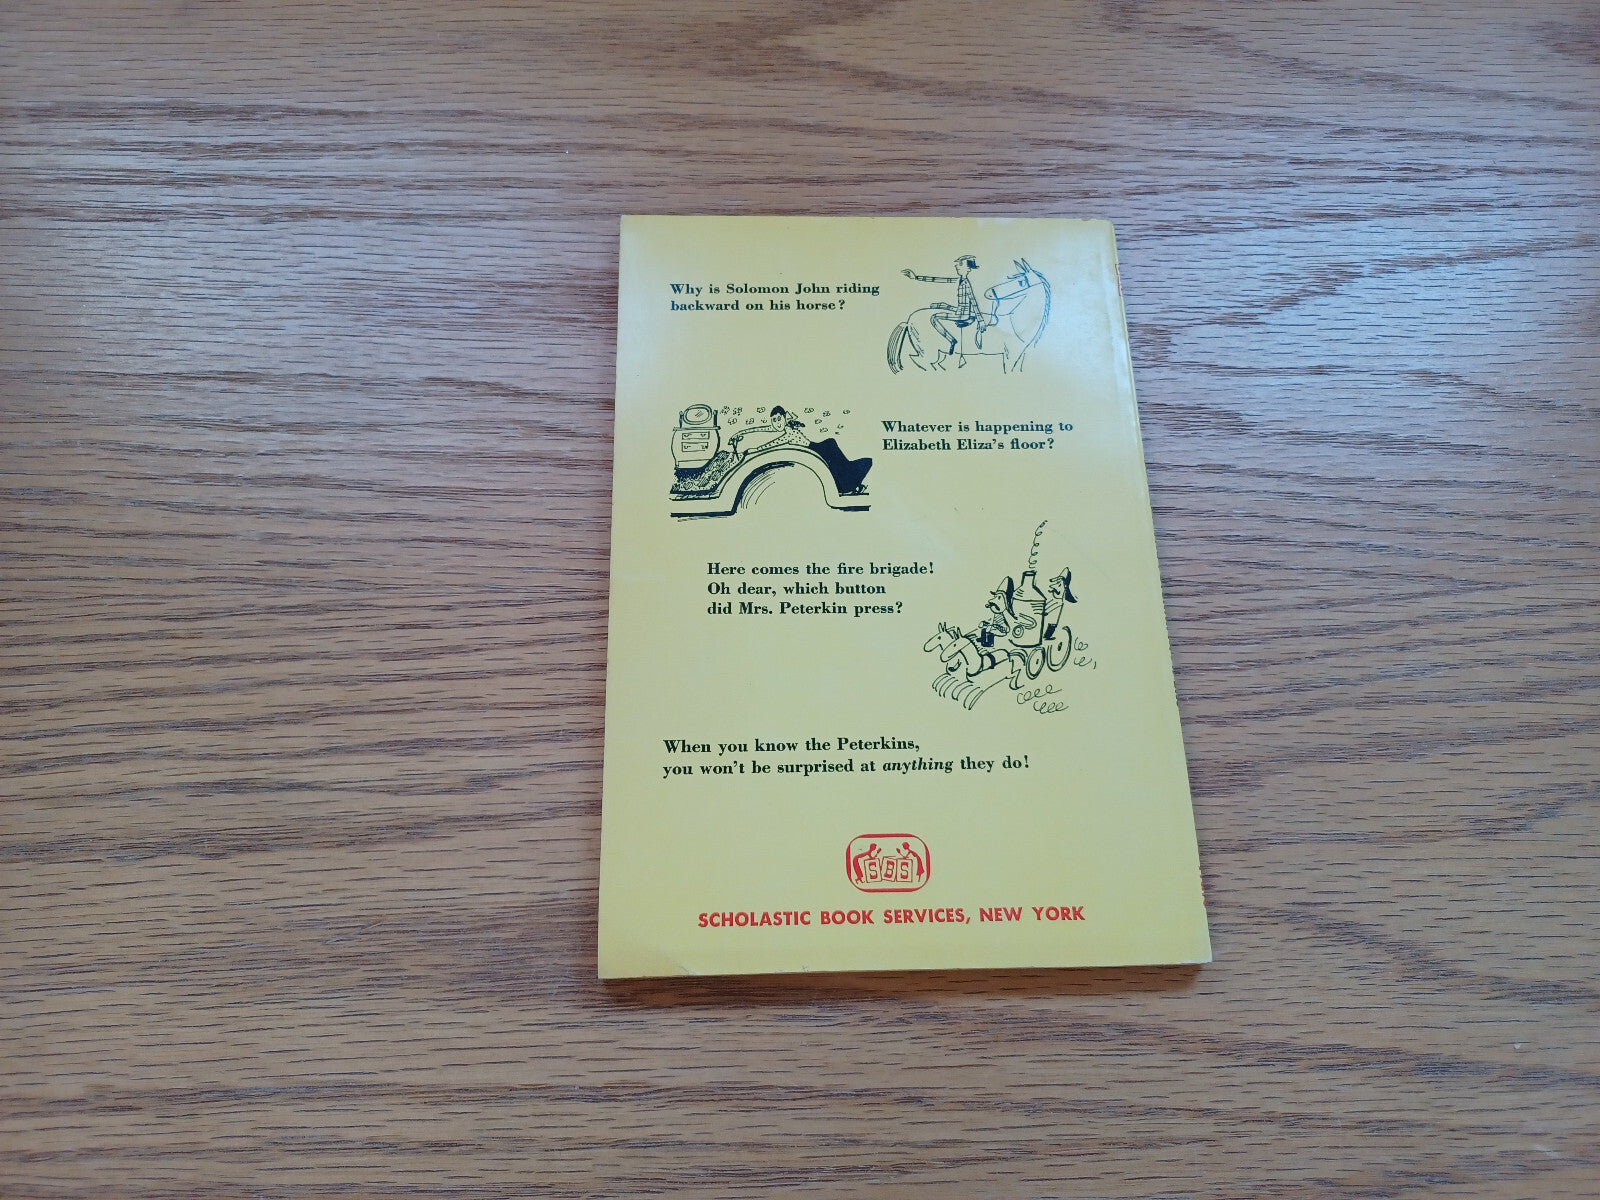 Why is Solomon John riding
backward on his horse?
Whatever is happening to
Elizabeth Eliza's floor?
Here comes the fire brigade!
Oh dear, which button
did Mrs. Peterkin press?
When you know the Peterkins,
you won't be surprised at anything they do!
SBS
SCHOLASTIC BOOK SERVICES, NEW YORK